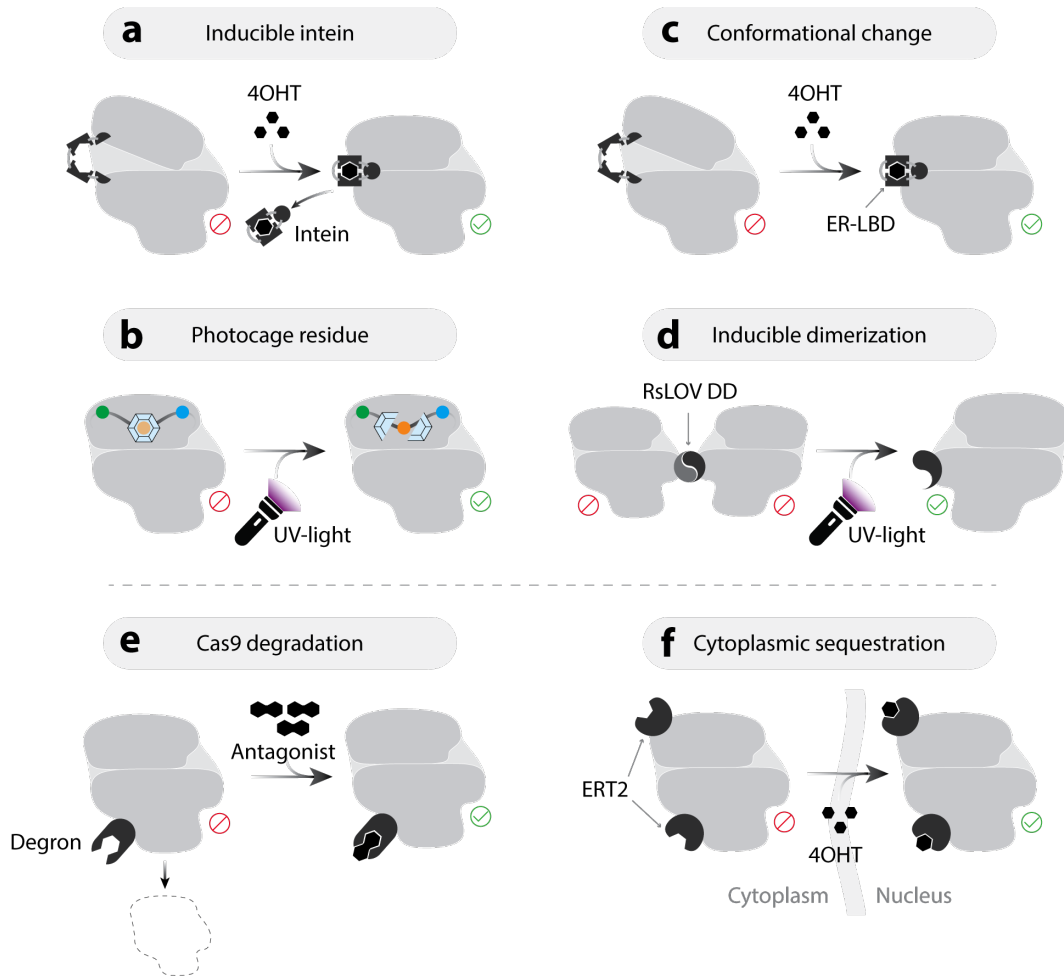 a Inducible intein
4OHT
Intein
c Conformational change
4OHT
ER-LBD
b Photocage residue
UV-light
d Inducible dimerization
RsLOV DD
UV-light
e Cas9 degradation
Antagonist
Degron
f Cytoplasmic sequestration
ERT2
4OHT
Cytoplasm Nucleus